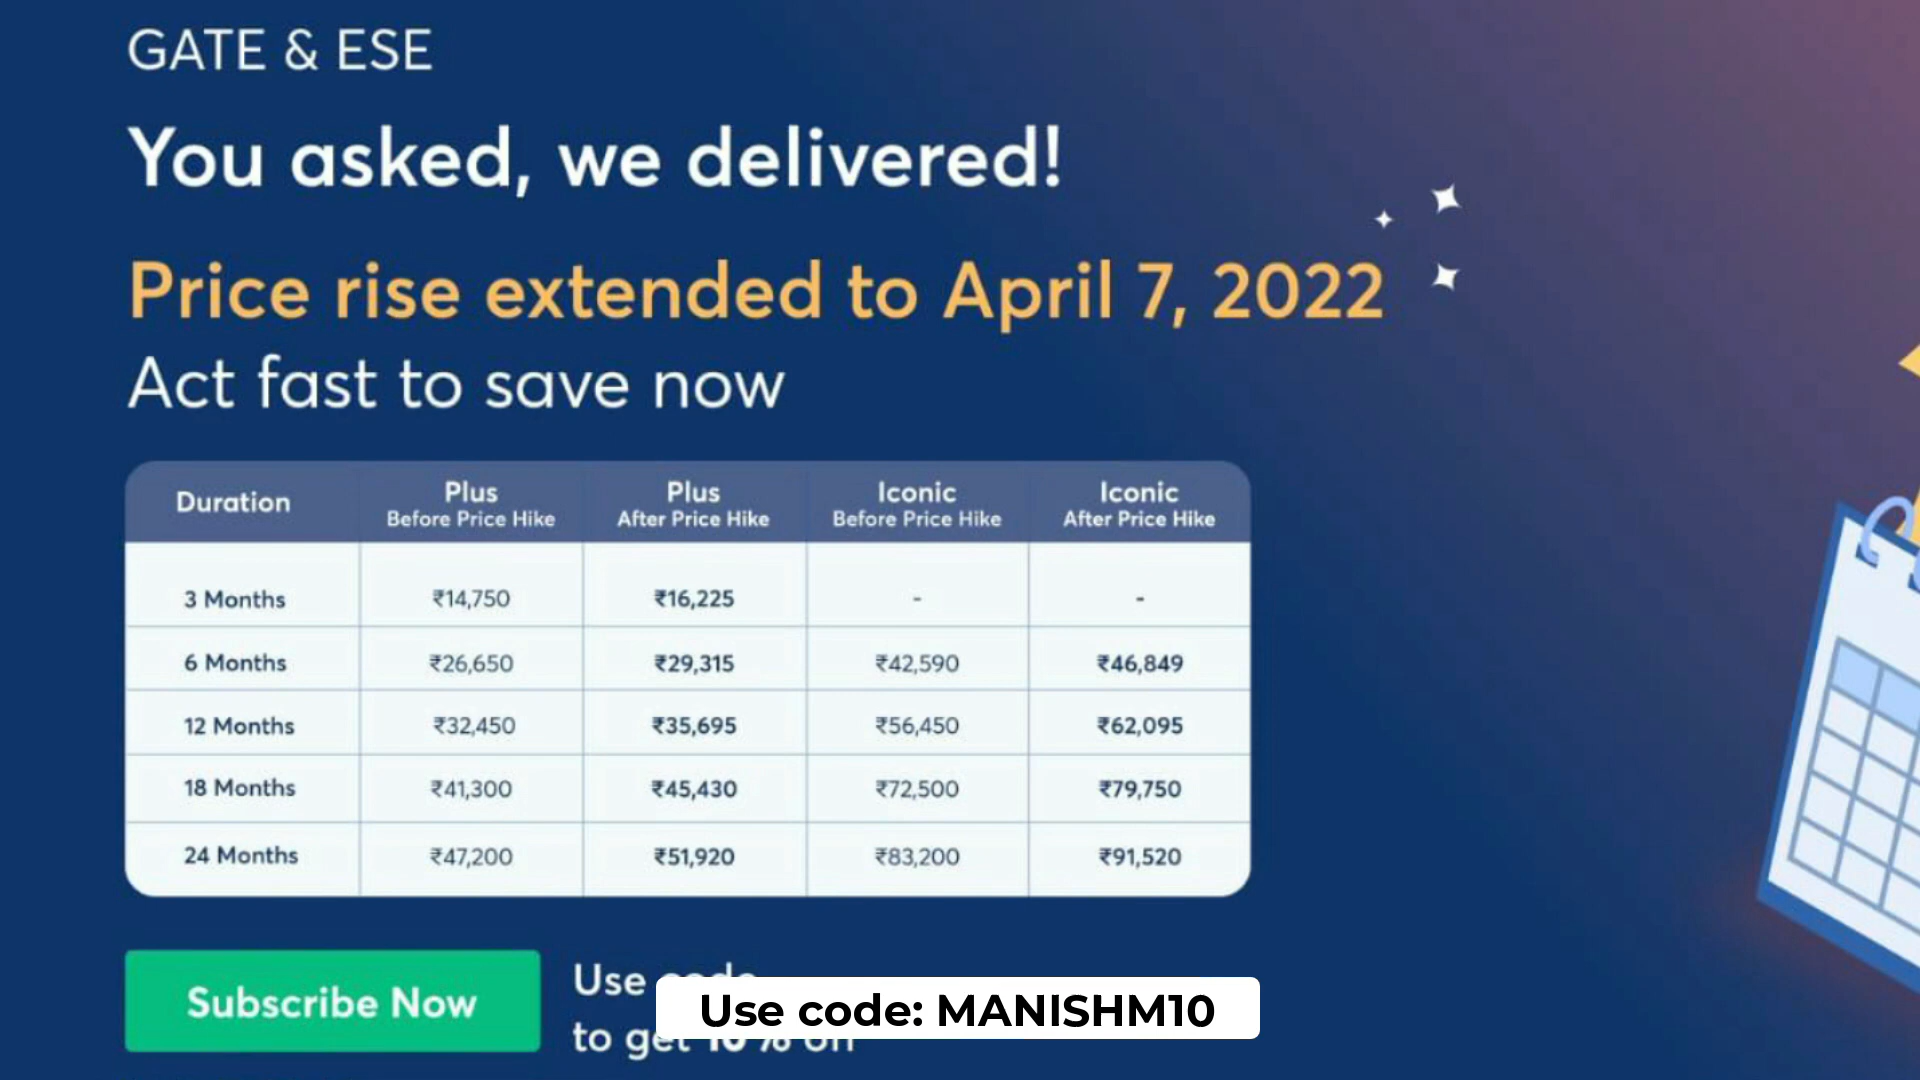 GATE & ESE
You asked, we delivered!
Price rise extended to April 7, 2022
Act fast to save now
Duration Plus Before Price Hike Plus After Price Hike Iconic Before Price Hike Iconic After Price Hike
3 Months ₹14,750 ₹16,225 - -
6 Months ₹26,650 ₹29,315 ₹42,590 ₹46,849
12 Months ₹32,450 ₹35,695 ₹56,450 ₹62,095
18 Months ₹41,300 ₹45,430 ₹72,500 ₹79,750
24 Months ₹47,200 ₹51,920 ₹83,200 ₹91,520
Subscribe Now
Use code
to get 10% off
Use code: MANISHM10